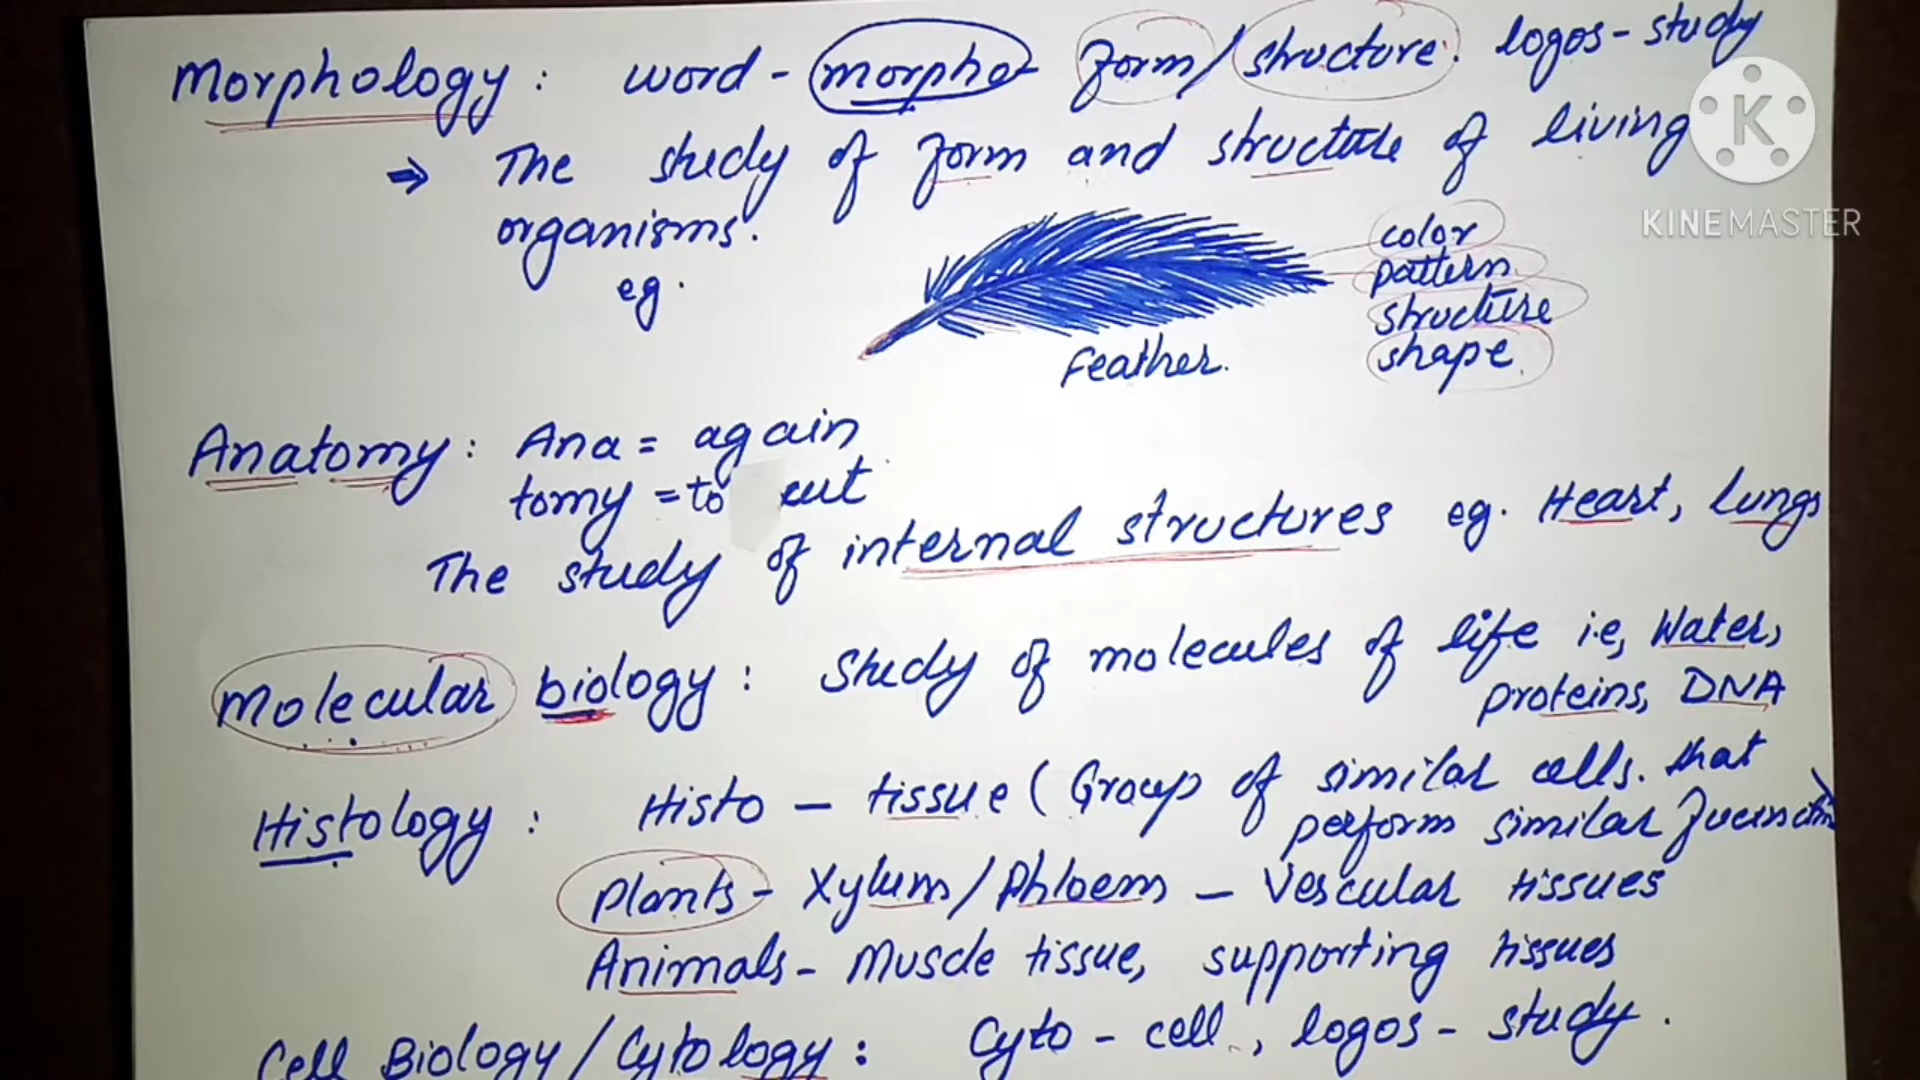 Morphology: word - morphe form/structure. logos-study
→ The study of form and structure of living
organisms.
eg.
color
pattern
structure
shape
Feather.
Anatomy: Ana = again
tomy = to cut
The study of internal structures eg. Heart, Lungs
Molecular biology: Study of molecules of life i.e, Water,
proteins, DNA
Histology: Histo - tissue (Group of similar cells. that
perform similar function
Plants - Xylum/Phloem - Vescular tissues
Animals - Muscle tissue, supporting tissues
Cell Biology/Cytology: Cyto - cell, logos - study.
K
KINEMASTER